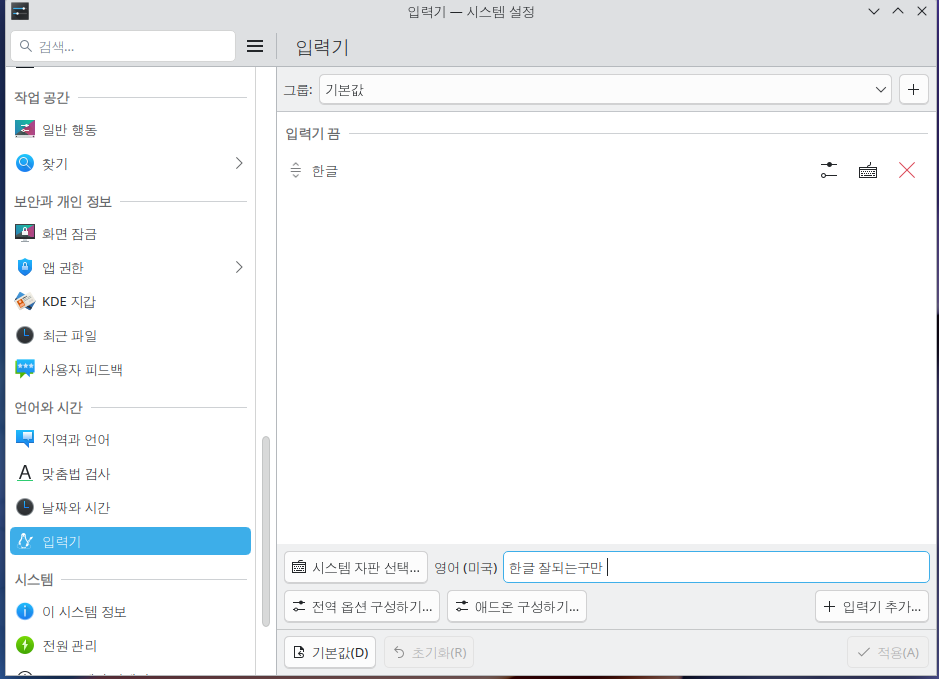 입력기 — 시스템 설정
검색...
입력기
작업 공간
일반 행동
찾기
보안과 개인 정보
화면 잠금
앱 권한
KDE 지갑
최근 파일
사용자 피드백
언어와 시간
지역과 언어
맞춤법 검사
날짜와 시간
입력기
시스템
이 시스템 정보
전원 관리
그룹: 기본값
입력기 끔
한글
시스템 자판 선택... 영어 (미국) 한글 잘되는구만
전역 옵션 구성하기... 애드온 구성하기... 입력기 추가...
기본값(D) 초기화(R) 적용(A)